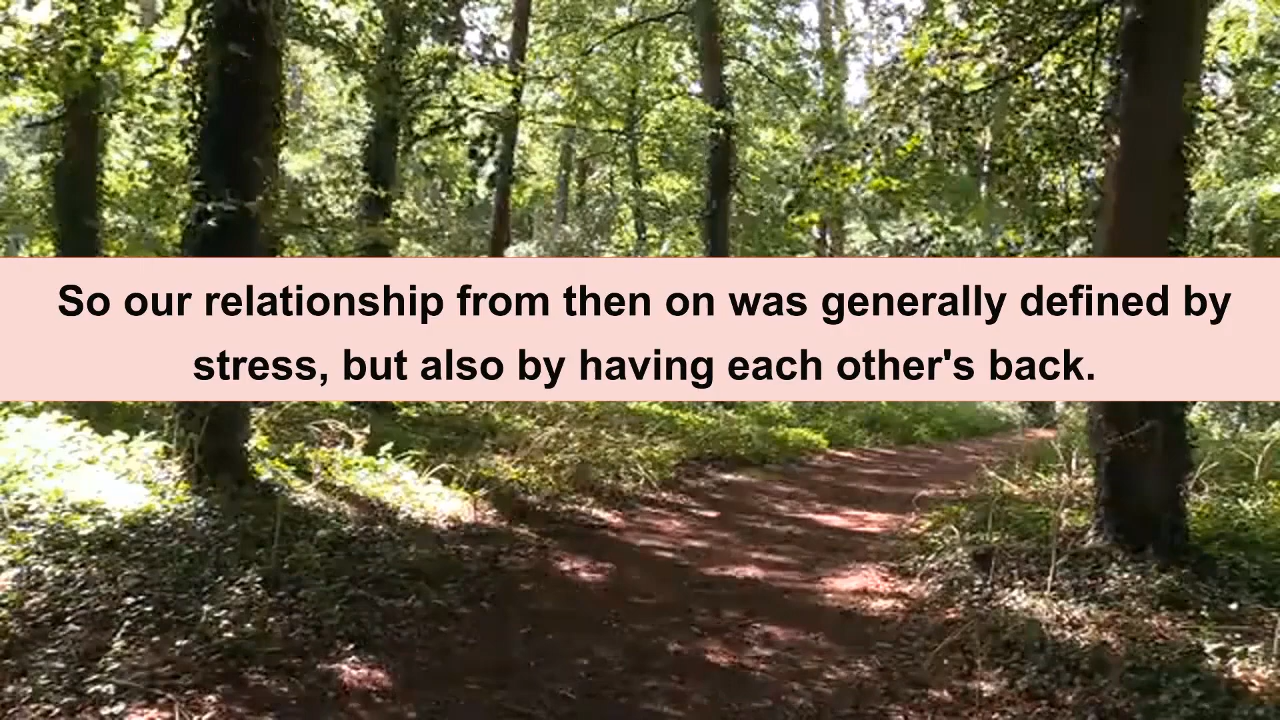 So our relationship from then on was generally defined by
stress, but also by having each other's back.